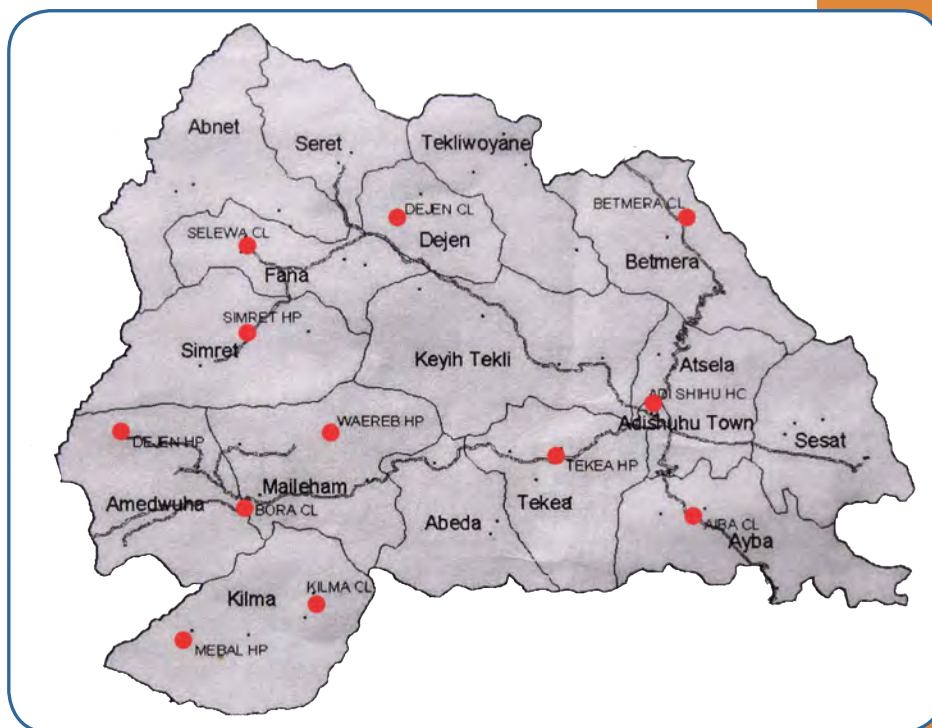 Abnet
Seret
Tekliwoyane
DEJEN CL
BETMERA CL
SELEWA CL
Dejen
Betmera
Fana
SIMRET HP
Simret
Keyih Tekli
Atsela
ADI SHIHU HC
WAEREB HP
Adishuhu Town
DEJEN HP
Sesat
TEKEA HP
Maileham
Amedwuha
Tekea
BORA CL
Abeda
AIBA CL
Ayba
KILMA CL
Kilma
MEBAL HP